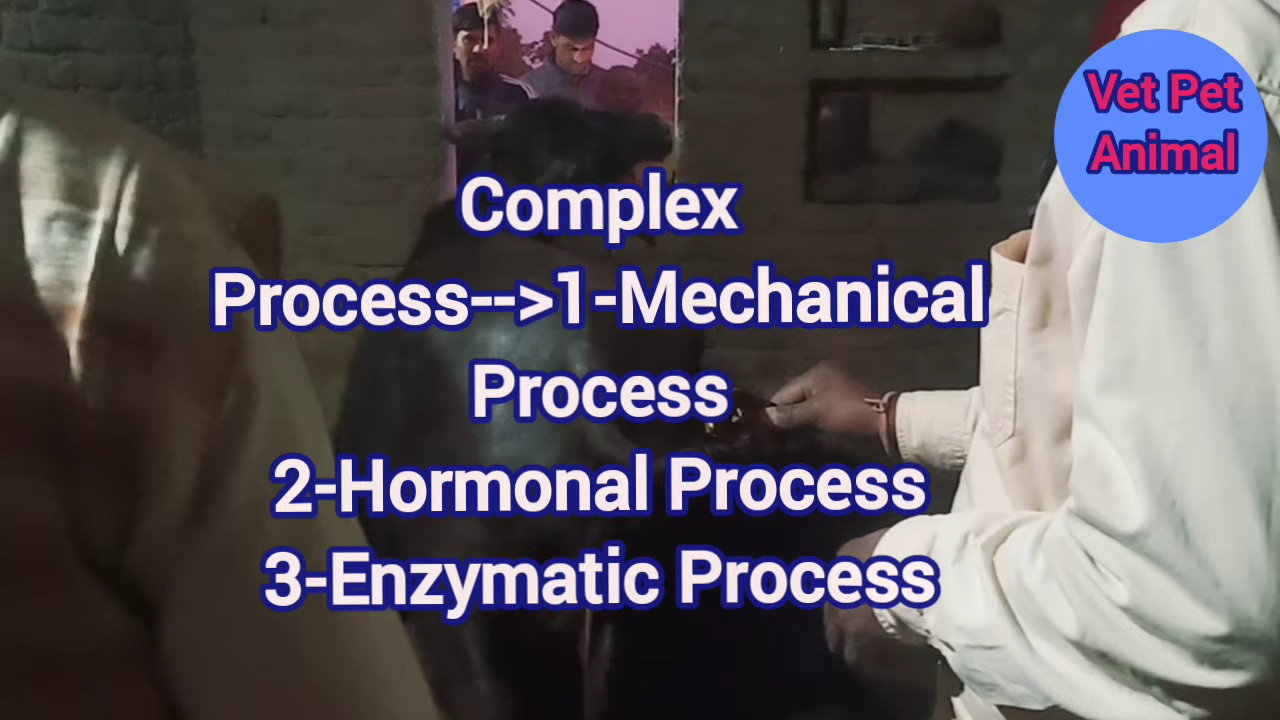 Vet Pet
Animal
Complex
Process-->1-Mechanical
Process
2-Hormonal Process
3-Enzymatic Process